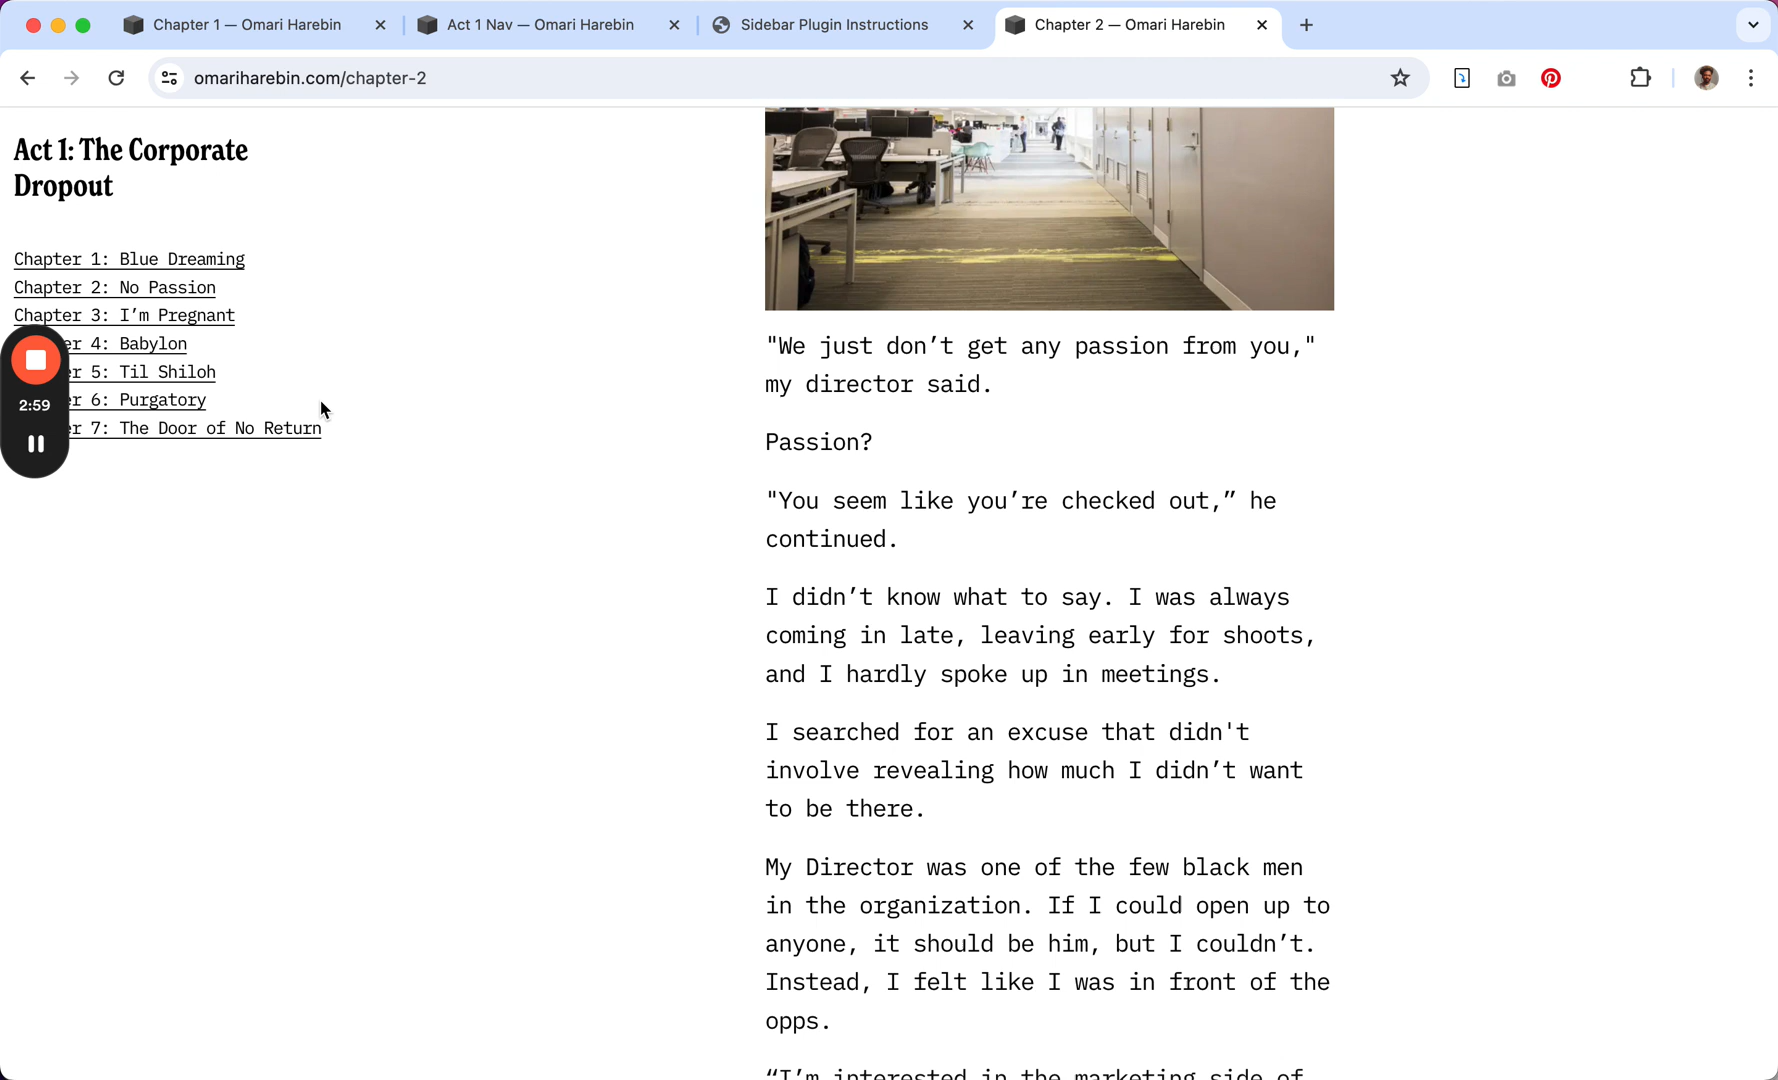 Chapter 1 — Omari Harebin
Act 1 Nav — Omari Harebin
Sidebar Plugin Instructions
Chapter 2 — Omari Harebin
omariharebin.com/chapter-2
Act 1: The Corporate
Dropout
Chapter 1: Blue Dreaming
Chapter 2: No Passion
Chapter 3: I’m Pregnant
er 4: Babylon
er 5: Til Shiloh
er 6: Purgatory
er 7: The Door of No Return
2:59
"We just don’t get any passion from you,"
my director said.
Passion?
"You seem like you’re checked out,” he
continued.
I didn’t know what to say. I was always
coming in late, leaving early for shoots,
and I hardly spoke up in meetings.
I searched for an excuse that didn't
involve revealing how much I didn’t want
to be there.
My Director was one of the few black men
in the organization. If I could open up to
anyone, it should be him, but I couldn’t.
Instead, I felt like I was in front of the
opps.
“I’m interested in the marketing side of